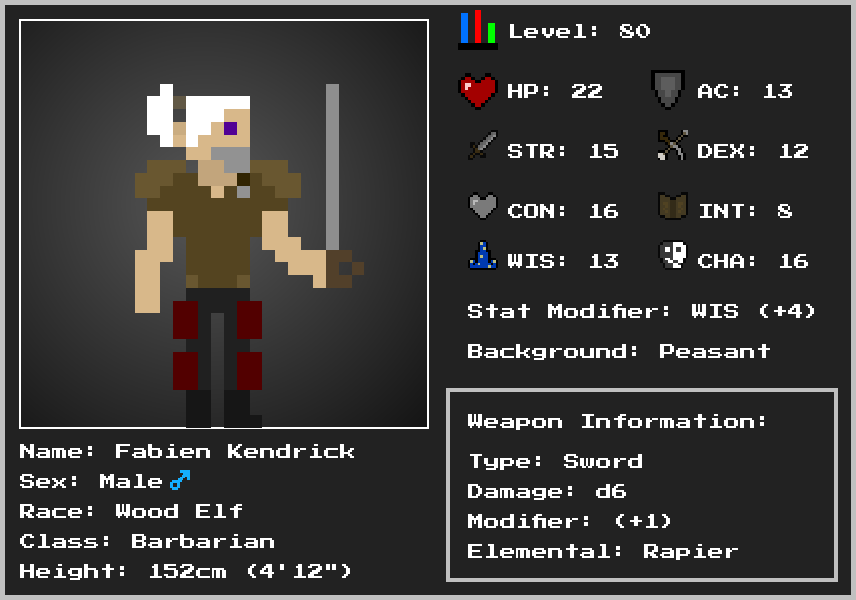 Level: 80
HP: 22
AC: 13
STR: 15
DEX: 12
CON: 16
INT: 8
WIS: 13
CHA: 16
Stat Modifier: WIS (+4)
Background: Peasant
Weapon Information:
Type: Sword
Damage: d6
Modifier: (+1)
Elemental: Rapier
Name: Fabien Kendrick
Sex: Male♂
Race: Wood Elf
Class: Barbarian
Height: 152cm (4'12")